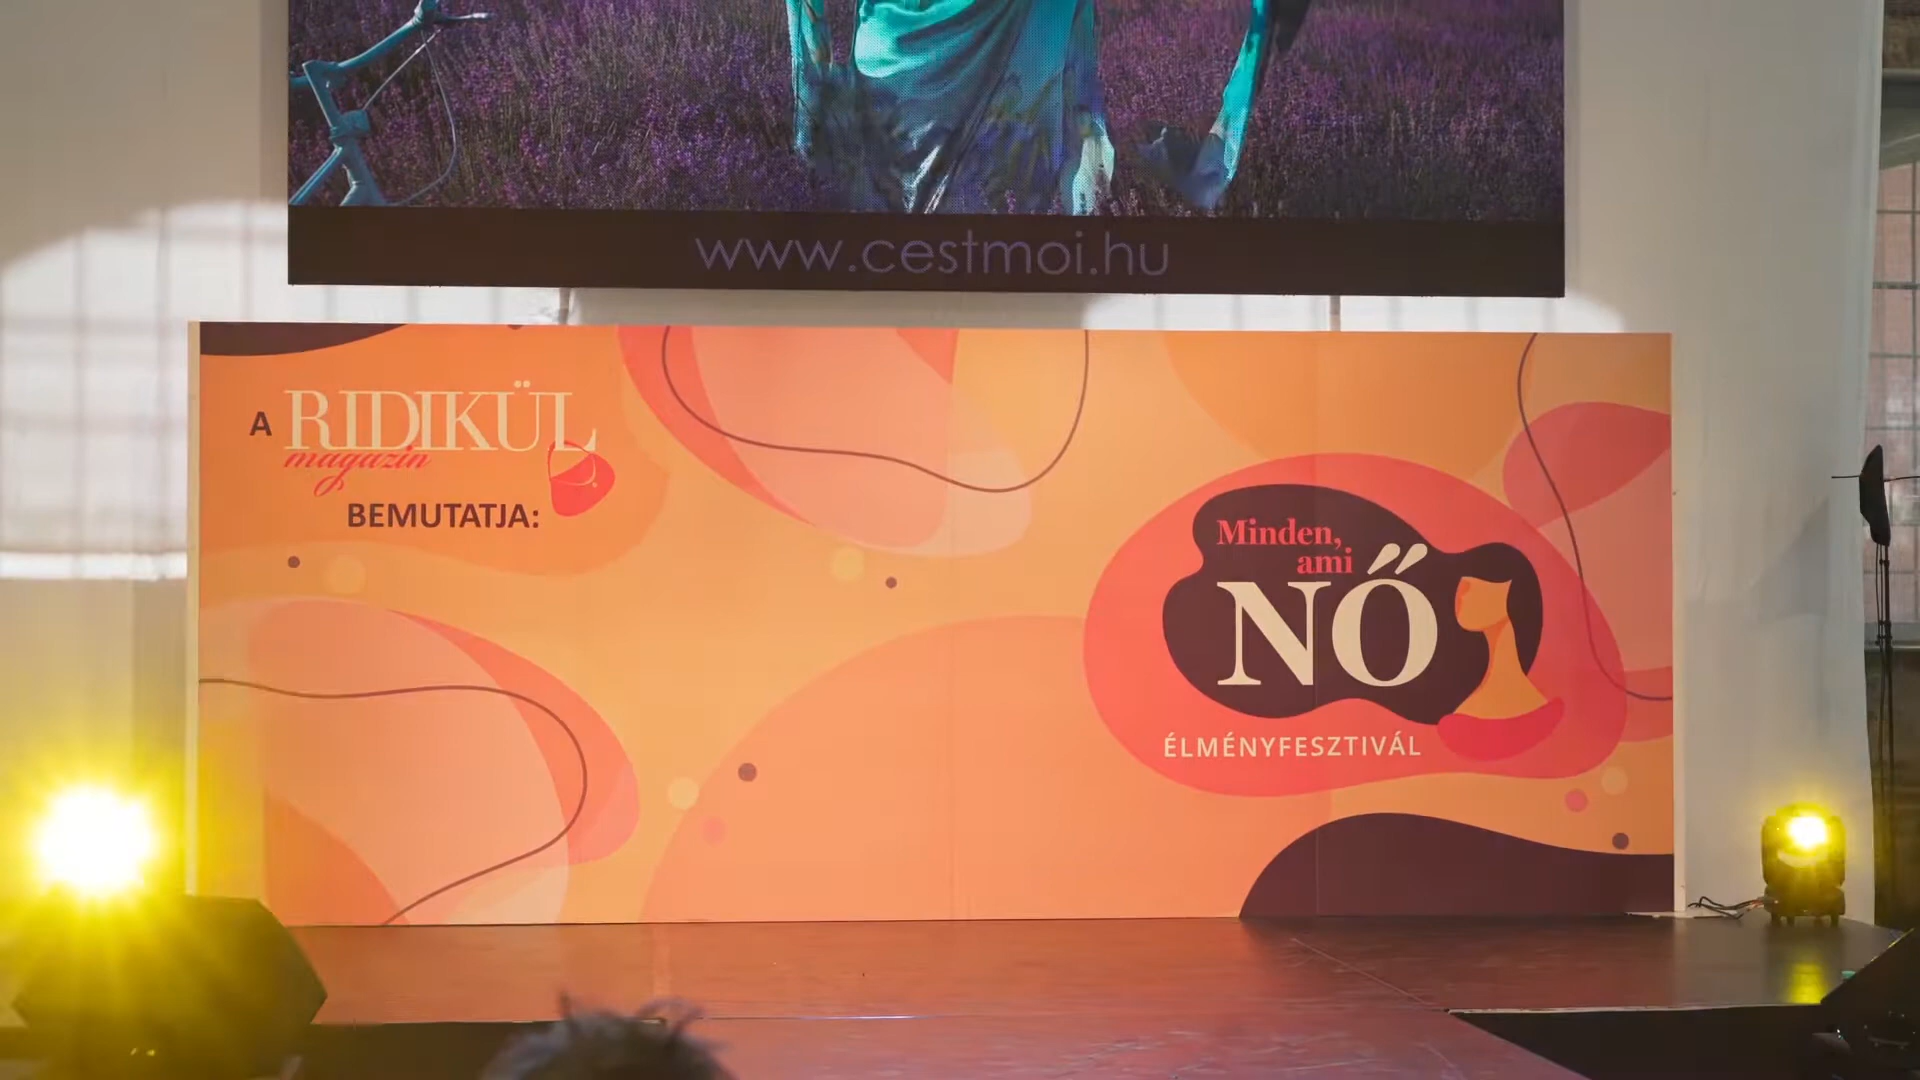 www.cestmoi.hu
A RIDIKÜL
magazin
BEMUTATJA:
Minden,
ami
NŐ
ÉLMÉNYFESZTIVÁL